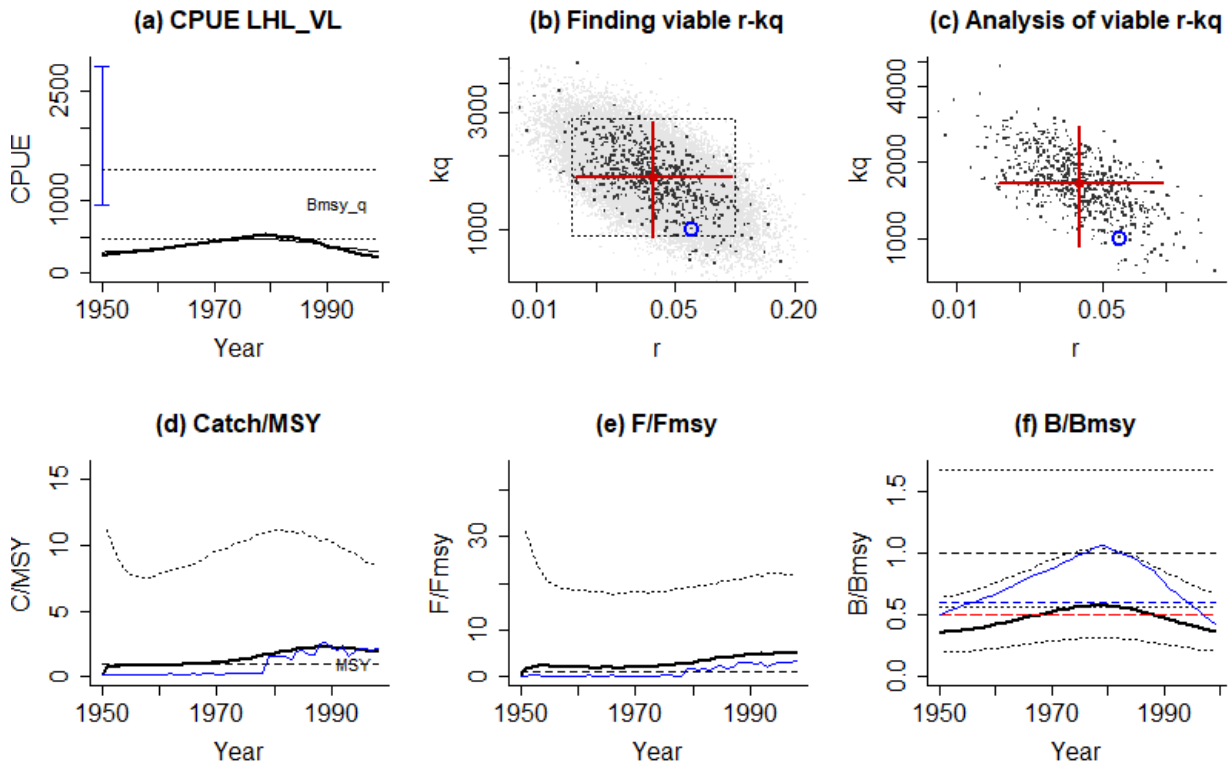 (a) CPUE LHL_VL
CPUE
0
1000
2500
Bmsy_q
1950
1970
1990
Year
(b) Finding viable r-kq
kq
1000
3000
0.01
0.05
0.20
r
(c) Analysis of viable r-kq
kq
1000
2000
4000
0.01
0.05
r
(d) Catch/MSY
C/MSY
0
5
10
15
MSY
1950
1970
1990
Year
(e) F/Fmsy
F/Fmsy
0
10
30
1950
1970
1990
Year
(f) B/Bmsy
B/Bmsy
0.0
0.5
1.0
1.5
1950
1970
1990
Year